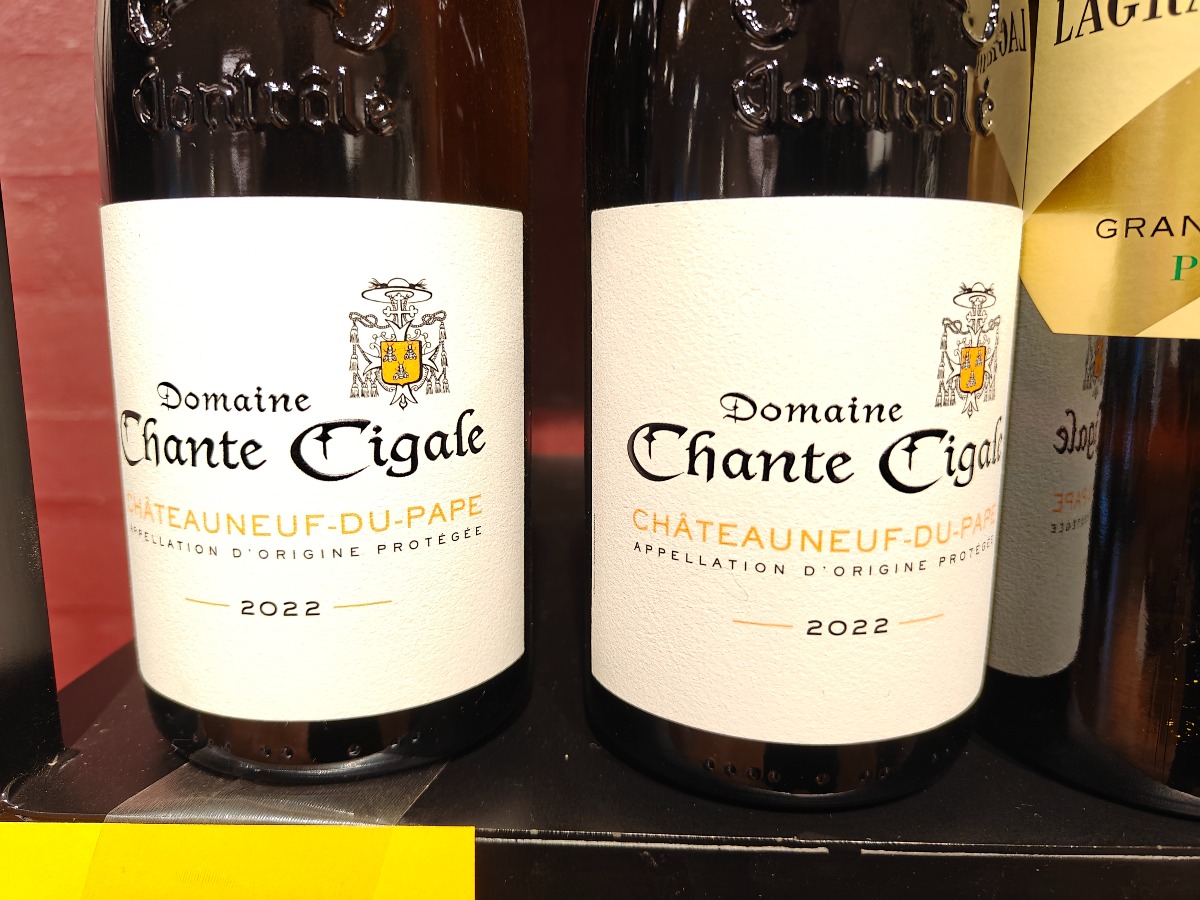 Contrôlé
Domaine
Chante Cigale
CHÂTEAUNEUF-DU-PAPE
APPELLATION D'ORIGINE PROTÉGÉE
2022
Contrôlé
Domaine
Chante Cigale
CHÂTEAUNEUF-DU-PAPE
APPELLATION D'ORIGINE PROTÉGÉE
2022
LAGRA
GRAN
P